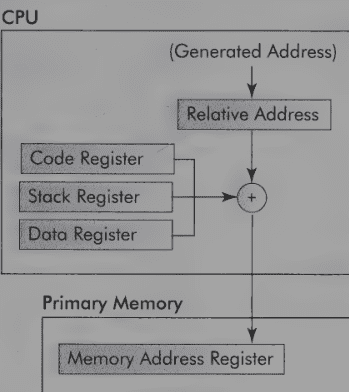 CPU
(Generated Address)
Relative Address
Code Register
Stack Register
+
Data Register
Primary Memory
Memory Address Register